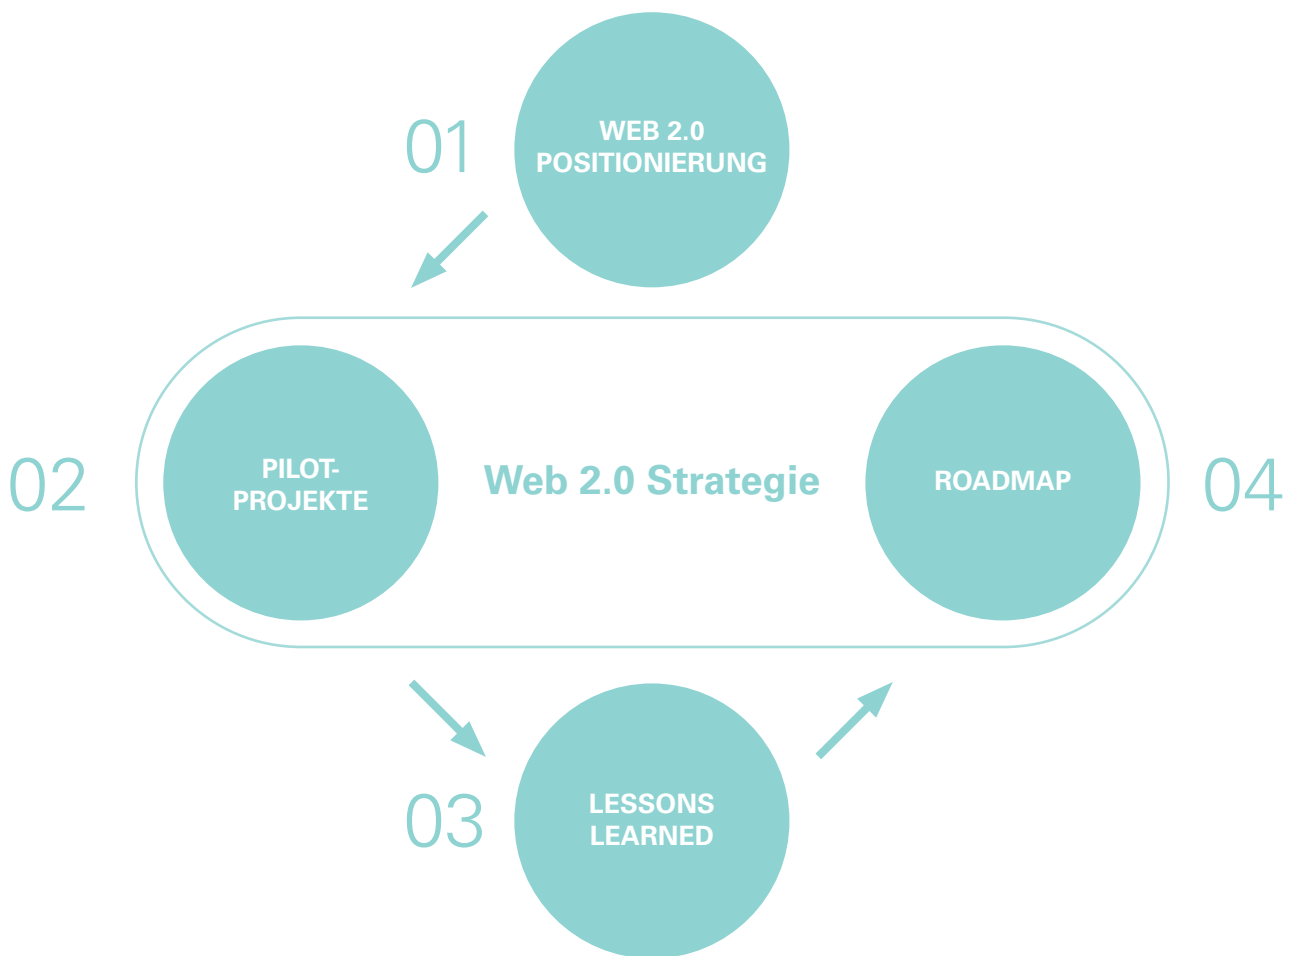 01
WEB 2.0
POSITIONIERUNG
02
PILOT-
PROJEKTE
Web 2.0 Strategie
ROADMAP
04
03
LESSONS
LEARNED